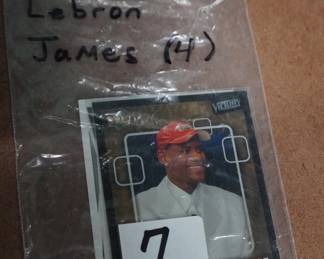 Lebron
James (4)
VICTORY
7